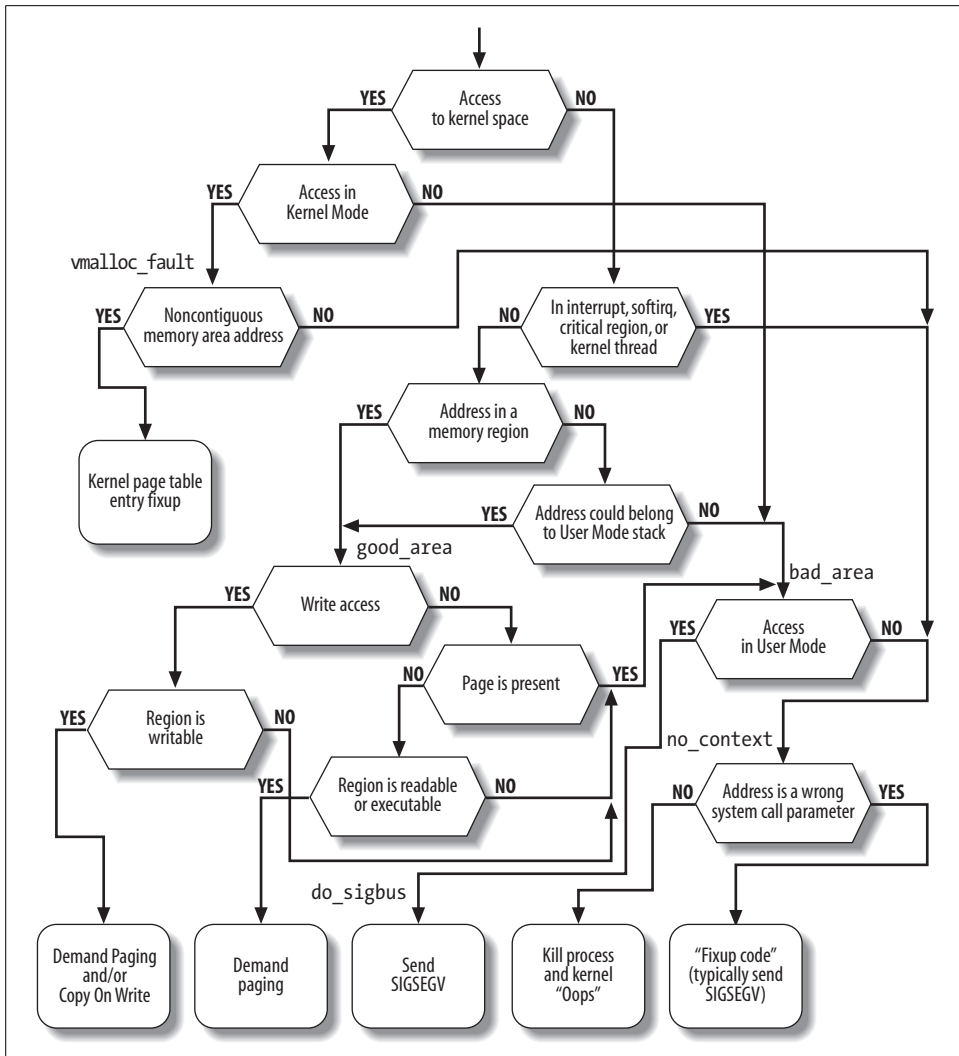 Access
to kernel space
YES
NO
Access in
Kernel Mode
YES
NO
vmalloc_fault
Noncontiguous
memory area address
YES
NO
In interrupt, softirq,
critical region, or
kernel thread
NO
YES
Address in a
memory region
YES
NO
Kernel page table
entry fixup
Address could belong
to User Mode stack
YES
NO
good_area
bad_area
Write access
YES
NO
Access
in User Mode
YES
NO
Page is present
NO
YES
Region is
writable
YES
NO
no_context
Region is readable
or executable
YES
NO
Address is a wrong
system call parameter
NO
YES
do_sigbus
Demand Paging
and/or
Copy On Write
Demand
paging
Send
SIGSEGV
Kill process
and kernel
“Oops”
“Fixup code”
(typically send
SIGSEGV)